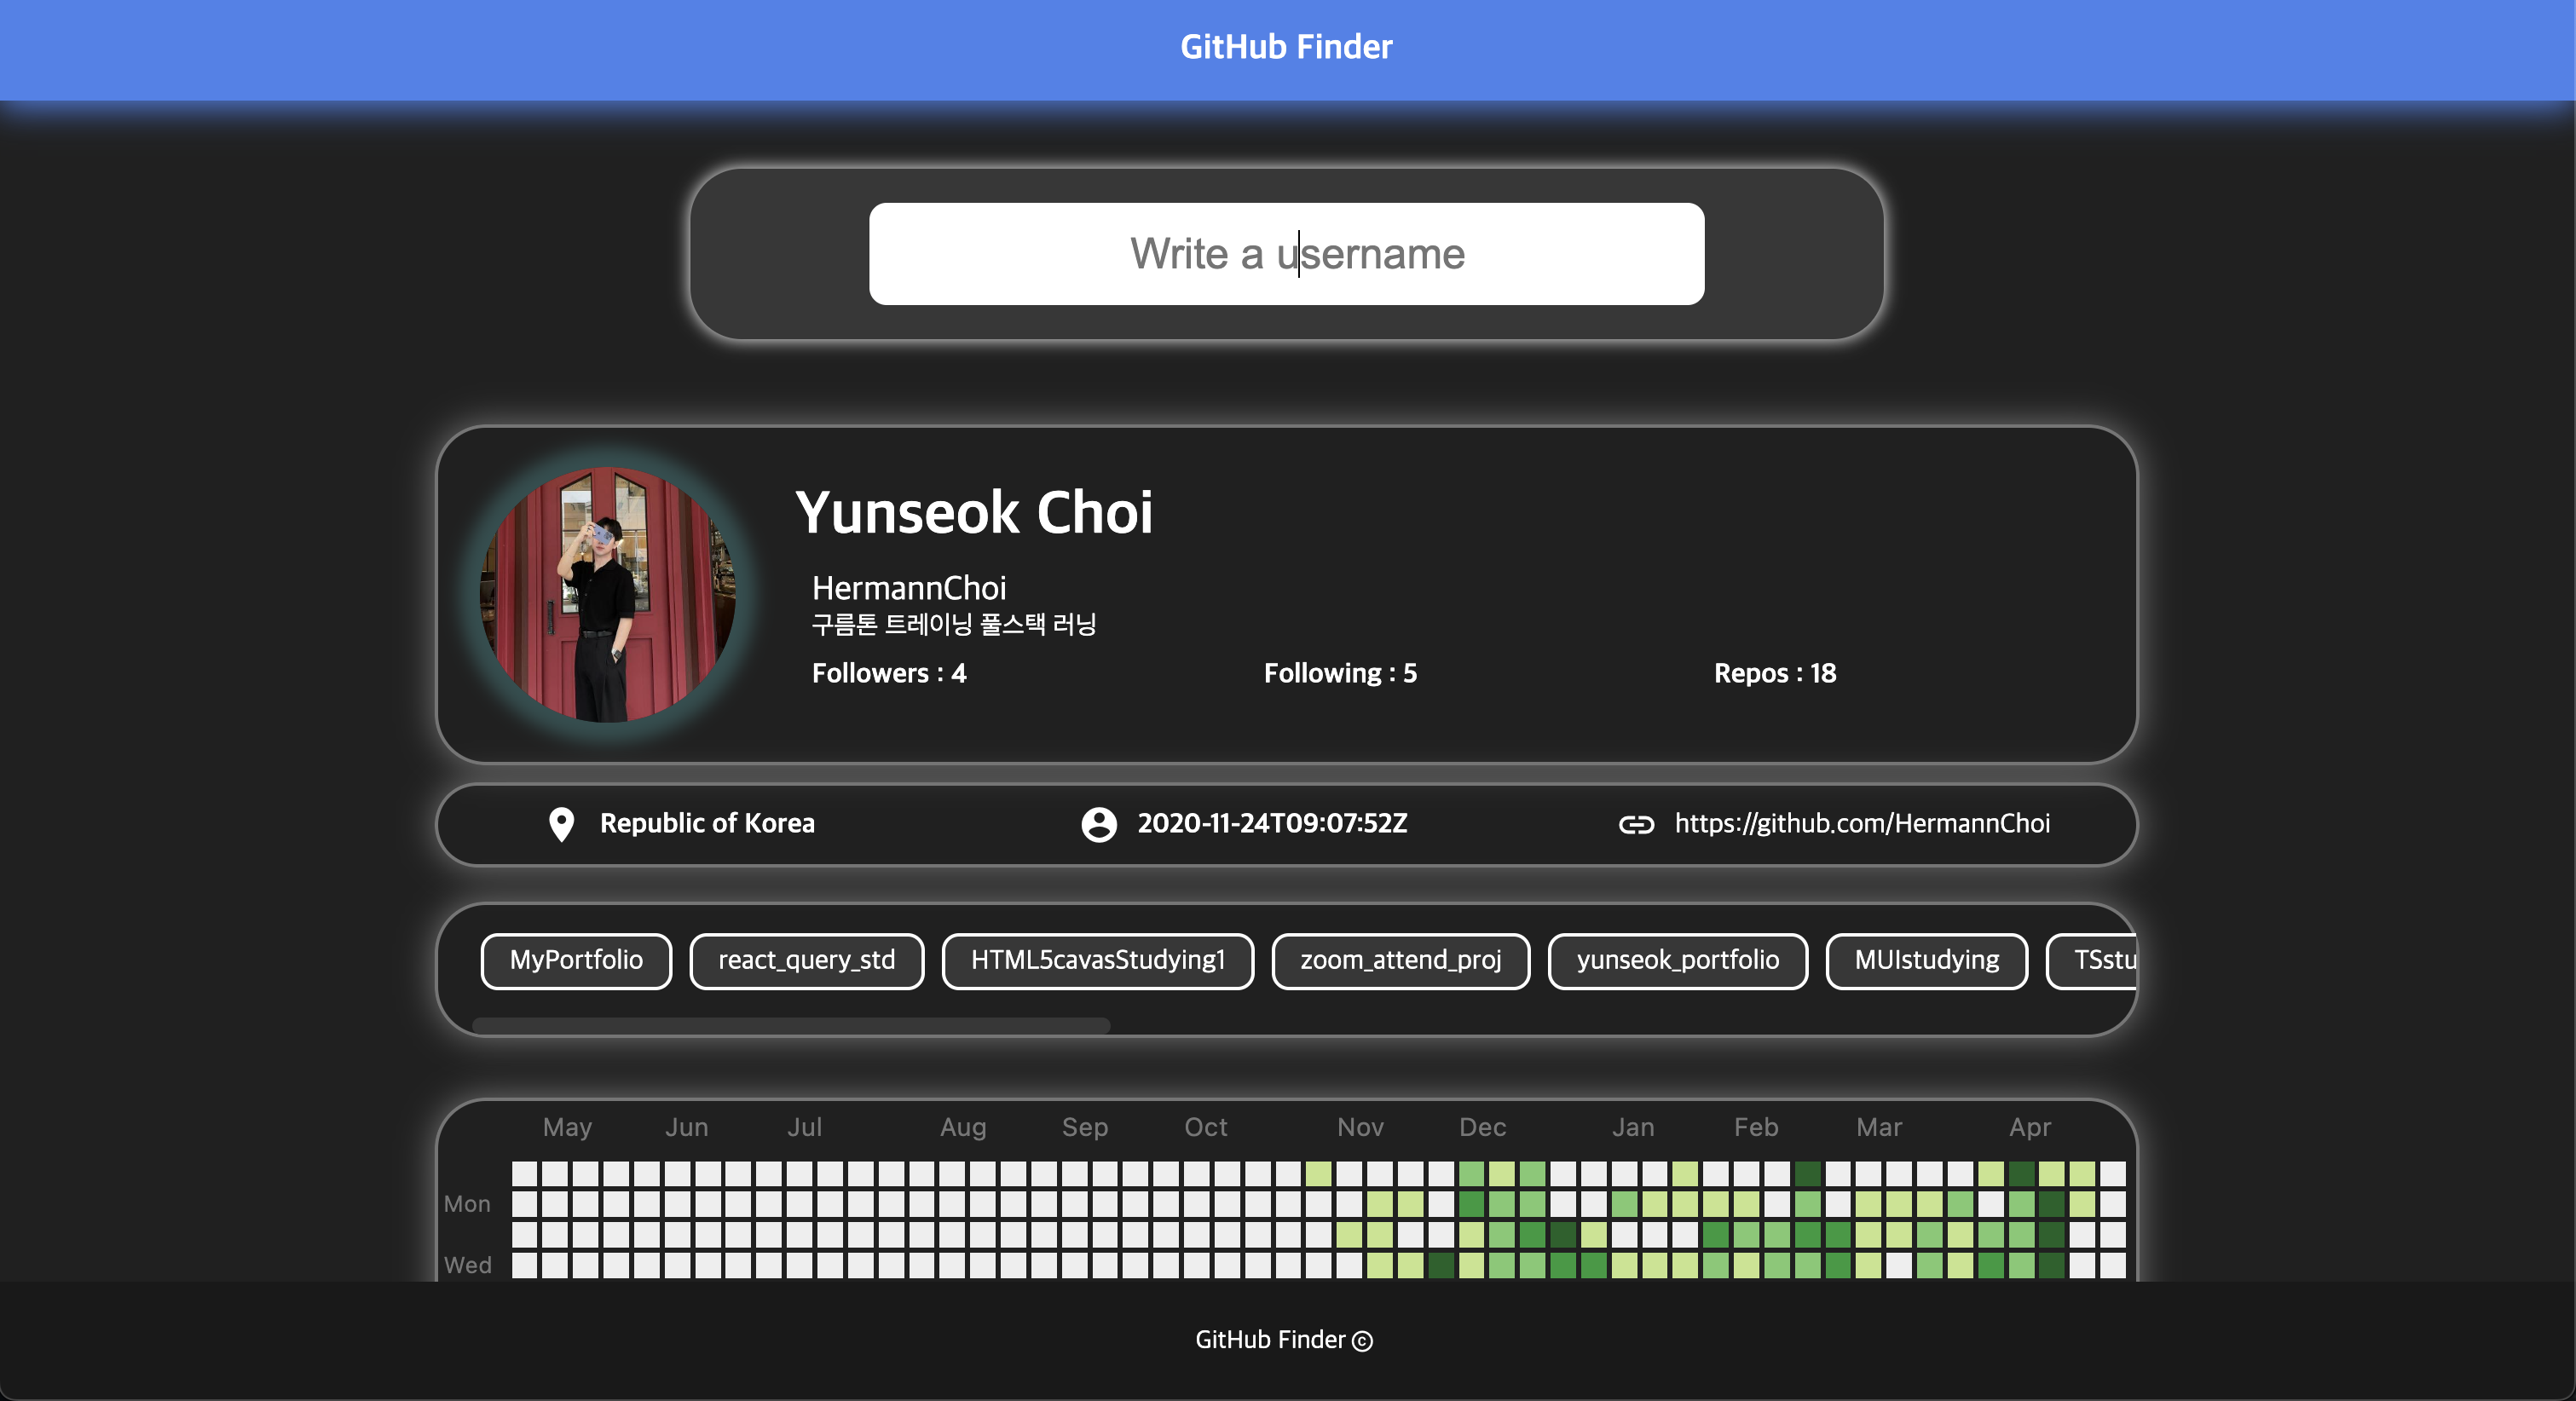 GitHub Finder
Write a username
Yunseok Choi
HermannChoi
구름톤 트레이닝 풀스택 러닝
Followers : 4 Following : 5 Repos : 18
Republic of Korea 2020-11-24T09:07:52Z https://github.com/HermannChoi
MyPortfolio react_query_std HTML5cavasStudying1 zoom_attend_proj yunseok_portfolio MUIstudying TSstu
May Jun Jul Aug Sep Oct Nov Dec Jan Feb Mar Apr
Mon
Wed
GitHub Finder ©